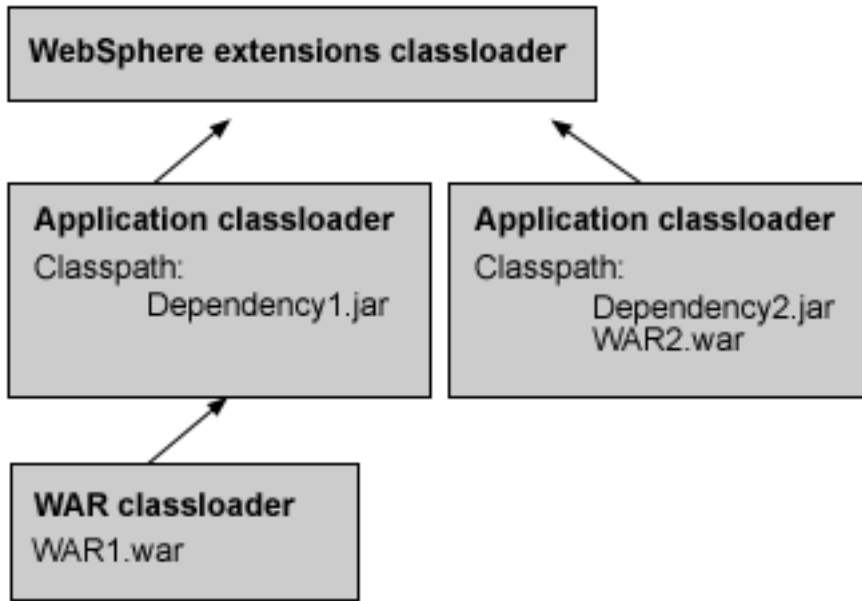 WebSphere extensions classloader
Application classloader
Classpath:
Dependency1.jar
Application classloader
Classpath:
Dependency2.jar
WAR2.war
WAR classloader
WAR1.war